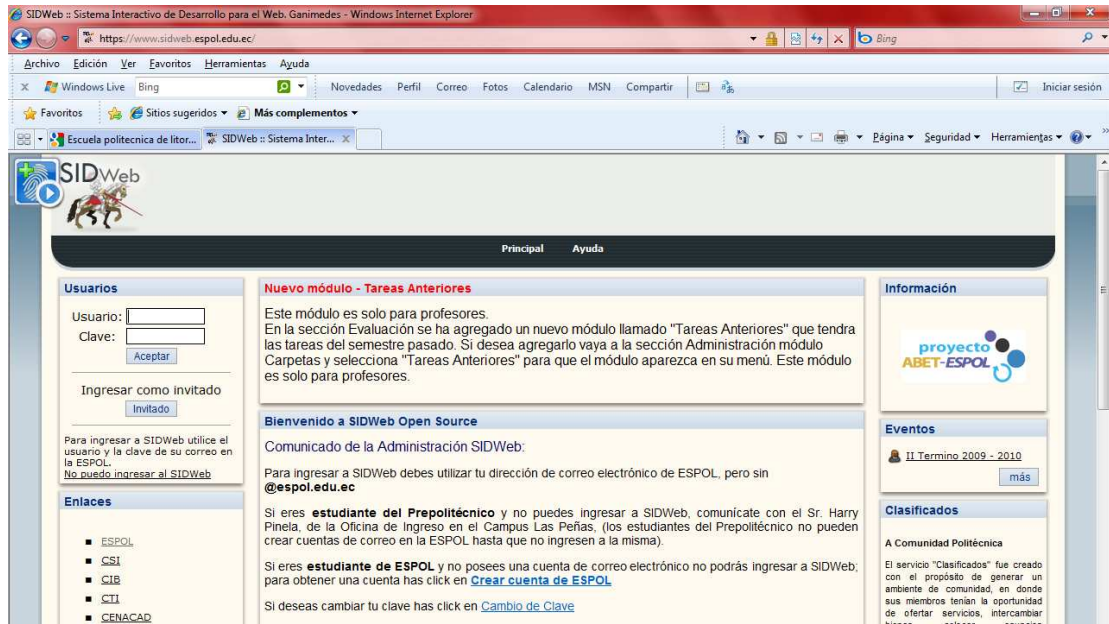 SIDWeb :: Sistema Interactivo de Desarrollo para el Web. Ganimedes - Windows Internet Explorer
https://www.sidweb.espol.edu.ec/
Bing
Archivo Edición Ver Favoritos Herramientas Ayuda
Windows Live Bing Novedades Perfil Correo Fotos Calendario MSN Compartir Iniciar sesión
Favoritos Sitios sugeridos Más complementos
Escuela politecnica de litor... SIDWeb :: Sistema Inter... Página Seguridad Herramientas
SIDWeb
Principal Ayuda
Usuarios
Usuario:
Clave:
Aceptar
Ingresar como invitado
Invitado
Para ingresar a SIDWeb utilice el
usuario y la clave de su correo en
la ESPOL.
No puedo ingresar al SIDWeb
Enlaces
ESPOL
CSI
CIB
CTI
CENACAD
Nuevo módulo - Tareas Anteriores
Este módulo es solo para profesores.
En la sección Evaluación se ha agregado un nuevo módulo llamado "Tareas Anteriores" que tendra
las tareas del semestre pasado. Si desea agregarlo vaya a la sección Administración módulo
Carpetas y selecciona "Tareas Anteriores" para que el módulo aparezca en su menú. Este módulo
es solo para profesores.
Bienvenido a SIDWeb Open Source
Comunicado de la Administración SIDWeb:
Para ingresar a SIDWeb debes utilizar tu dirección de correo electrónico de ESPOL, pero sin
@espol.edu.ec
Si eres estudiante del Prepolitécnico y no puedes ingresar a SIDWeb, comunícate con el Sr. Harry
Pinela, de la Oficina de Ingreso en el Campus Las Peñas, (los estudiantes del Prepolitécnico no pueden
crear cuentas de correo en la ESPOL hasta que no ingresen a la misma).
Si eres estudiante de ESPOL y no posees una cuenta de correo electrónico no podrás ingresar a SIDWeb;
para obtener una cuenta has click en Crear cuenta de ESPOL
Si deseas cambiar tu clave has click en Cambio de Clave
Información
proyecto
ABET-ESPOL
Eventos
II Termino 2009 - 2010
más
Clasificados
A Comunidad Politécnica
El servicio "Clasificados" fue creado
con el propósito de generar un
ambiente de comunidad, en donde
sus miembros tenían la oportunidad
de ofertar servicios, intercambiar